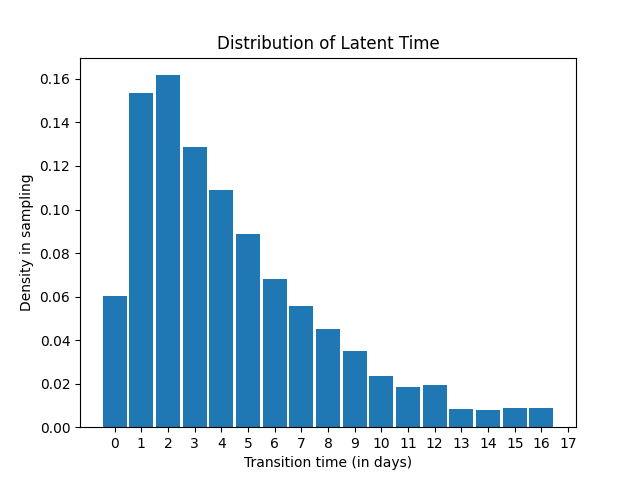 Distribution of Latent Time
0.16
0.14
0.12
0.10
0.08
0.06
0.04
0.02
0.00
Density in sampling
0 1 2 3 4 5 6 7 8 9 10 11 12 13 14 15 16 17
Transition time (in days)